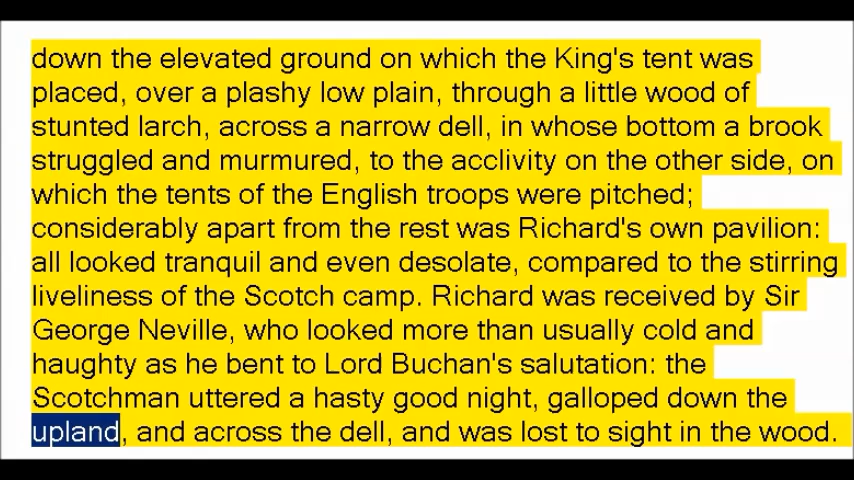 down the elevated ground on which the King's tent was
placed, over a plashy low plain, through a little wood of
stunted larch, across a narrow dell, in whose bottom a brook
struggled and murmured, to the acclivity on the other side, on
which the tents of the English troops were pitched;
considerably apart from the rest was Richard's own pavilion:
all looked tranquil and even desolate, compared to the stirring
liveliness of the Scotch camp. Richard was received by Sir
George Neville, who looked more than usually cold and
haughty as he bent to Lord Buchan's salutation: the
Scotchman uttered a hasty good night, galloped down the
upland, and across the dell, and was lost to sight in the wood.